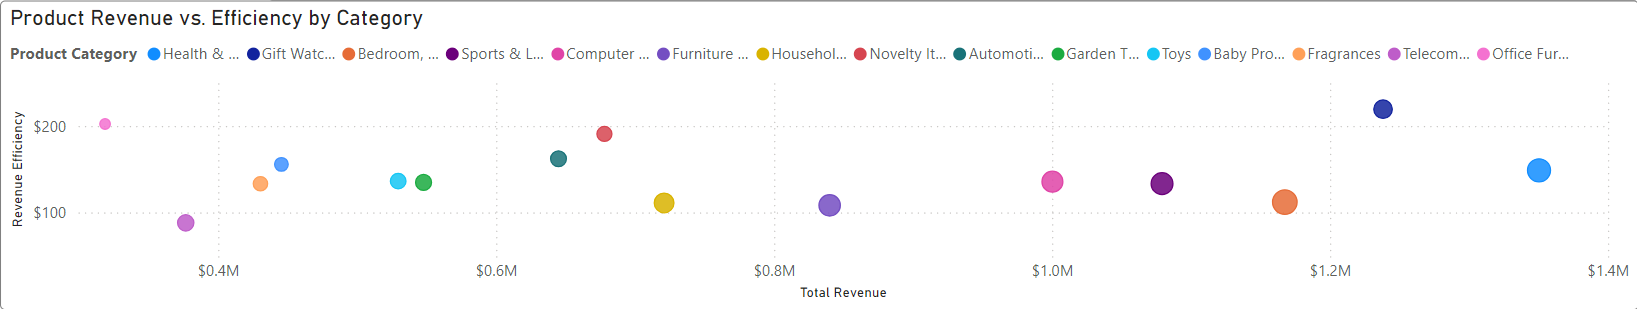 Product Revenue vs. Efficiency by Category
Product Category Health & ... Gift Watc... Bedroom, ... Sports & L... Computer ... Furniture ... Househol... Novelty It... Automoti... Garden T... Toys Baby Pro... Fragrances Telecom... Office Fur...
Revenue Efficiency
$200
$100
$0.4M $0.6M $0.8M $1.0M $1.2M $1.4M
Total Revenue